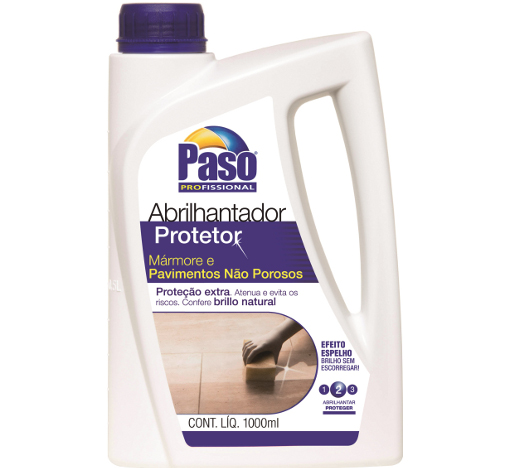 Paso
PROFISSIONAL
Abrilhantador
Protetor
Mármore e
Pavimentos Não Porosos
Proteção extra. Atenua e evita os
riscos. Confere brillo natural
EFEITO
ESPELHO
BRILHO SEM
ESCORREGAR!
1 2 3
ABRILHANTAR
PROTEGER
CONT. LÍQ. 1000ml